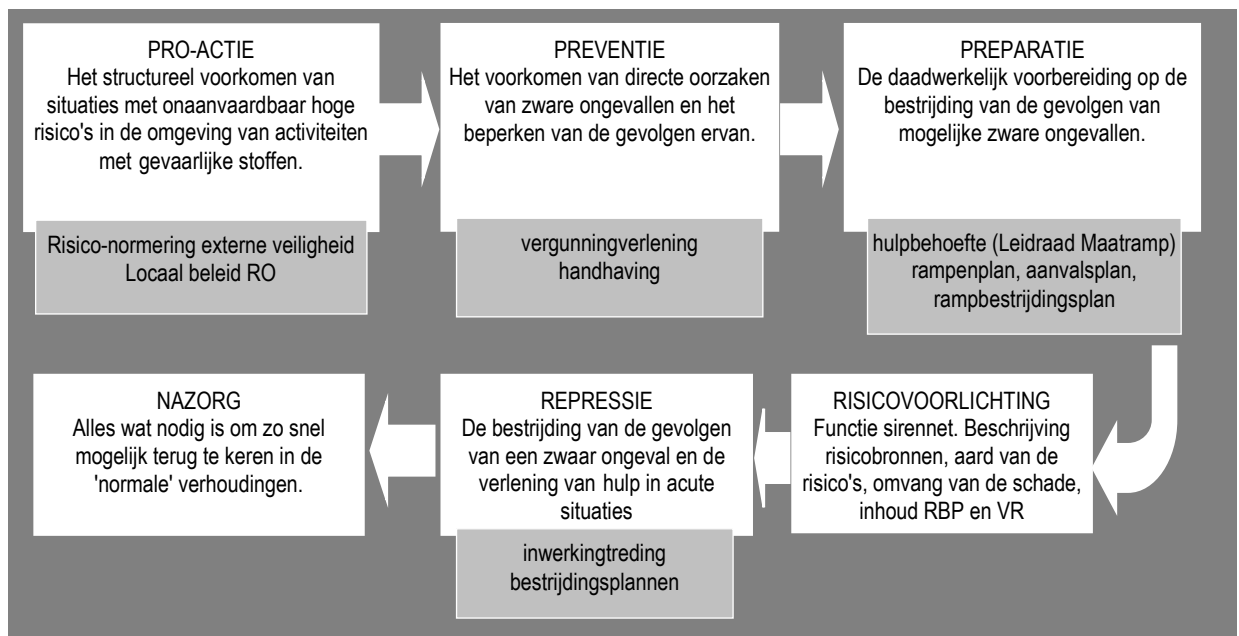 PRO-ACTIE
Het structureel voorkomen van
situaties met onaanvaardbaar hoge
risico's in de omgeving van activiteiten
met gevaarlijke stoffen.
Risico-normering externe veiligheid
Locaal beleid RO
PREVENTIE
Het voorkomen van directe oorzaken
van zware ongevallen en het
beperken van de gevolgen ervan.
vergunningverlening
handhaving
PREPARATIE
De daadwerkelijk voorbereiding op de
bestrijding van de gevolgen van
mogelijke zware ongevallen.
hulpbehoefte (Leidraad Maatramp)
rampenplan, aanvalsplan,
rampbestrijdingsplan
RISICOVOORLICHTING
Functie sirennet. Beschrijving
risicobronnen, aard van de
risico's, omvang van de schade,
inhoud RBP en VR
REPRESSIE
De bestrijding van de gevolgen
van een zwaar ongeval en de
verlening van hulp in acute
situaties
inwerkingtreding
bestrijdingsplannen
NAZORG
Alles wat nodig is om zo snel
mogelijk terug te keren in de
'normale' verhoudingen.